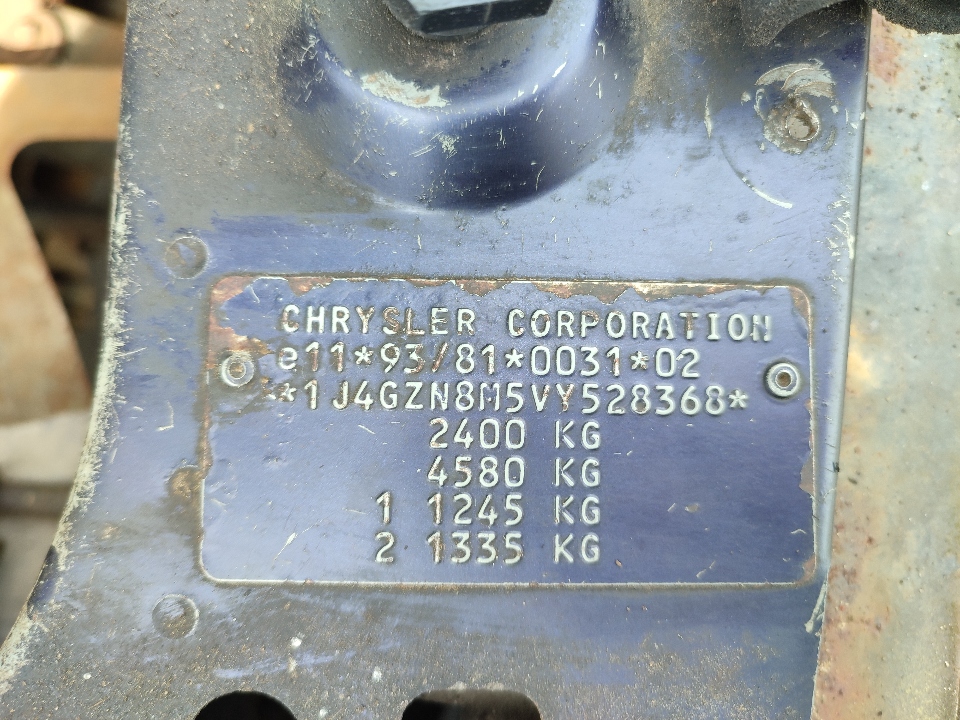 CHRYSLER CORPORATION
e11*93/81*0031*02
*1J4GZN8M5VY528368*
2400 KG
4580 KG
1 1245 KG
2 1335 KG